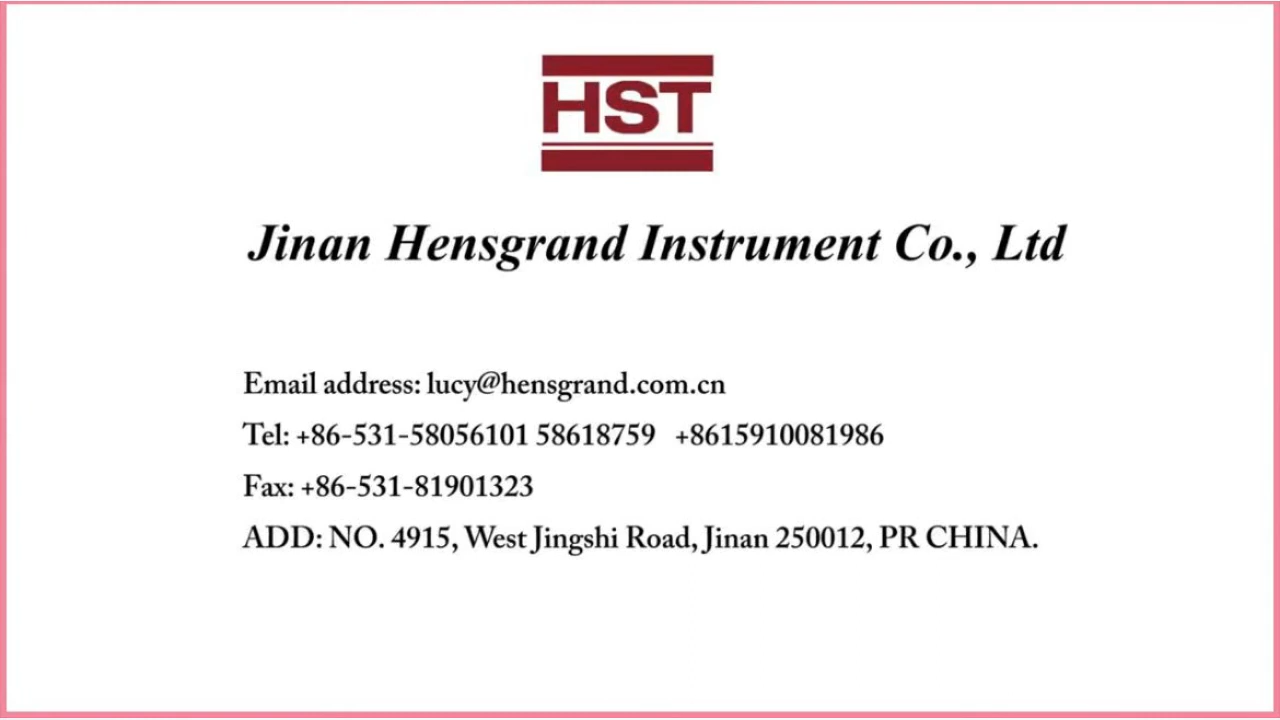 HST
Jinan Hensgrand Instrument Co., Ltd
Email address: lucy@hensgrand.com.cn
Tel: +86-531-58056101 58618759 +8615910081986
Fax: +86-531-81901323
ADD: NO. 4915, West Jingshi Road, Jinan 250012, PR CHINA.